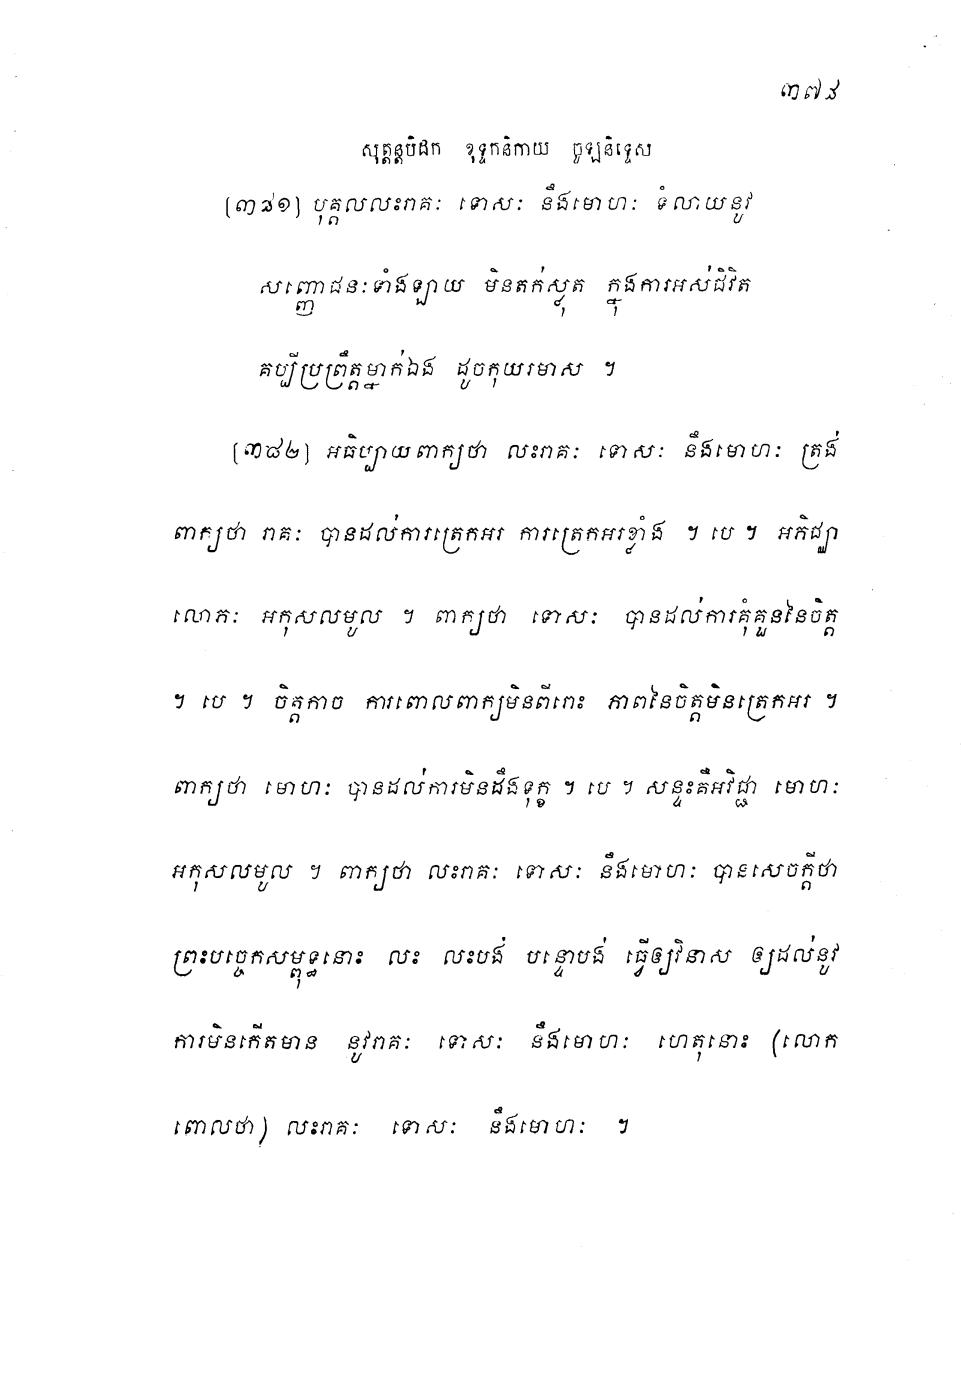 ៣៧៨
សុត្តន្តបិដក ខុទ្ទកនិកាយ ចូឡនិទ្ទេស
(៣៨១) បុគ្គលលះរាគៈ ទោសៈ នឹងមោហៈ ទំលាយនូវ
សញ្ញោជនៈទាំងឡាយ មិនតក់ស្លុត ក្នុងការអស់ជិវិត
គប្បីប្រព្រឹត្តម្នាក់ឯង ដូចកុយរមាស ។
(៣៨២) អធិប្បាយពាក្យថា លះរាគៈ ទោសៈ នឹងមោហៈ ត្រង់
ពាក្យថា រាគៈ បានដល់ការត្រេកអរ ការត្រេកអរខ្លាំង ។ បេ ។ អភិជ្ឈា
លោភៈ អកុសលមូល ។ ពាក្យថា ទោសៈ បានដល់ការគុំគួននៃចិត្ត
។ បេ ។ ចិត្តកាច ការពោលពាក្យមិនពីរោះ ភាពនៃចិត្តមិនត្រេកអរ ។
ពាក្យថា មោហៈ បានដល់ការមិនដឹងទុក្ខ ។ បេ ។ សន្ទះគឺអវិជ្ជា មោហៈ
អកុសលមូល ។ ពាក្យថា លះរាគៈ ទោសៈ នឹងមោហៈ បានសេចក្តីថា
ព្រះបច្ចេកសម្ពុទ្ធនោះ លះ លះបង់ បន្ទោបង់ ធ្វើឲ្យវិនាស ឲ្យដល់នូវ
ការមិនកើតមាន នូវរាគៈ ទោសៈ នឹងមោហៈ ហេតុនោះ (លោក
ពោលថា) លះរាគៈ ទោសៈ នឹងមោហៈ ។